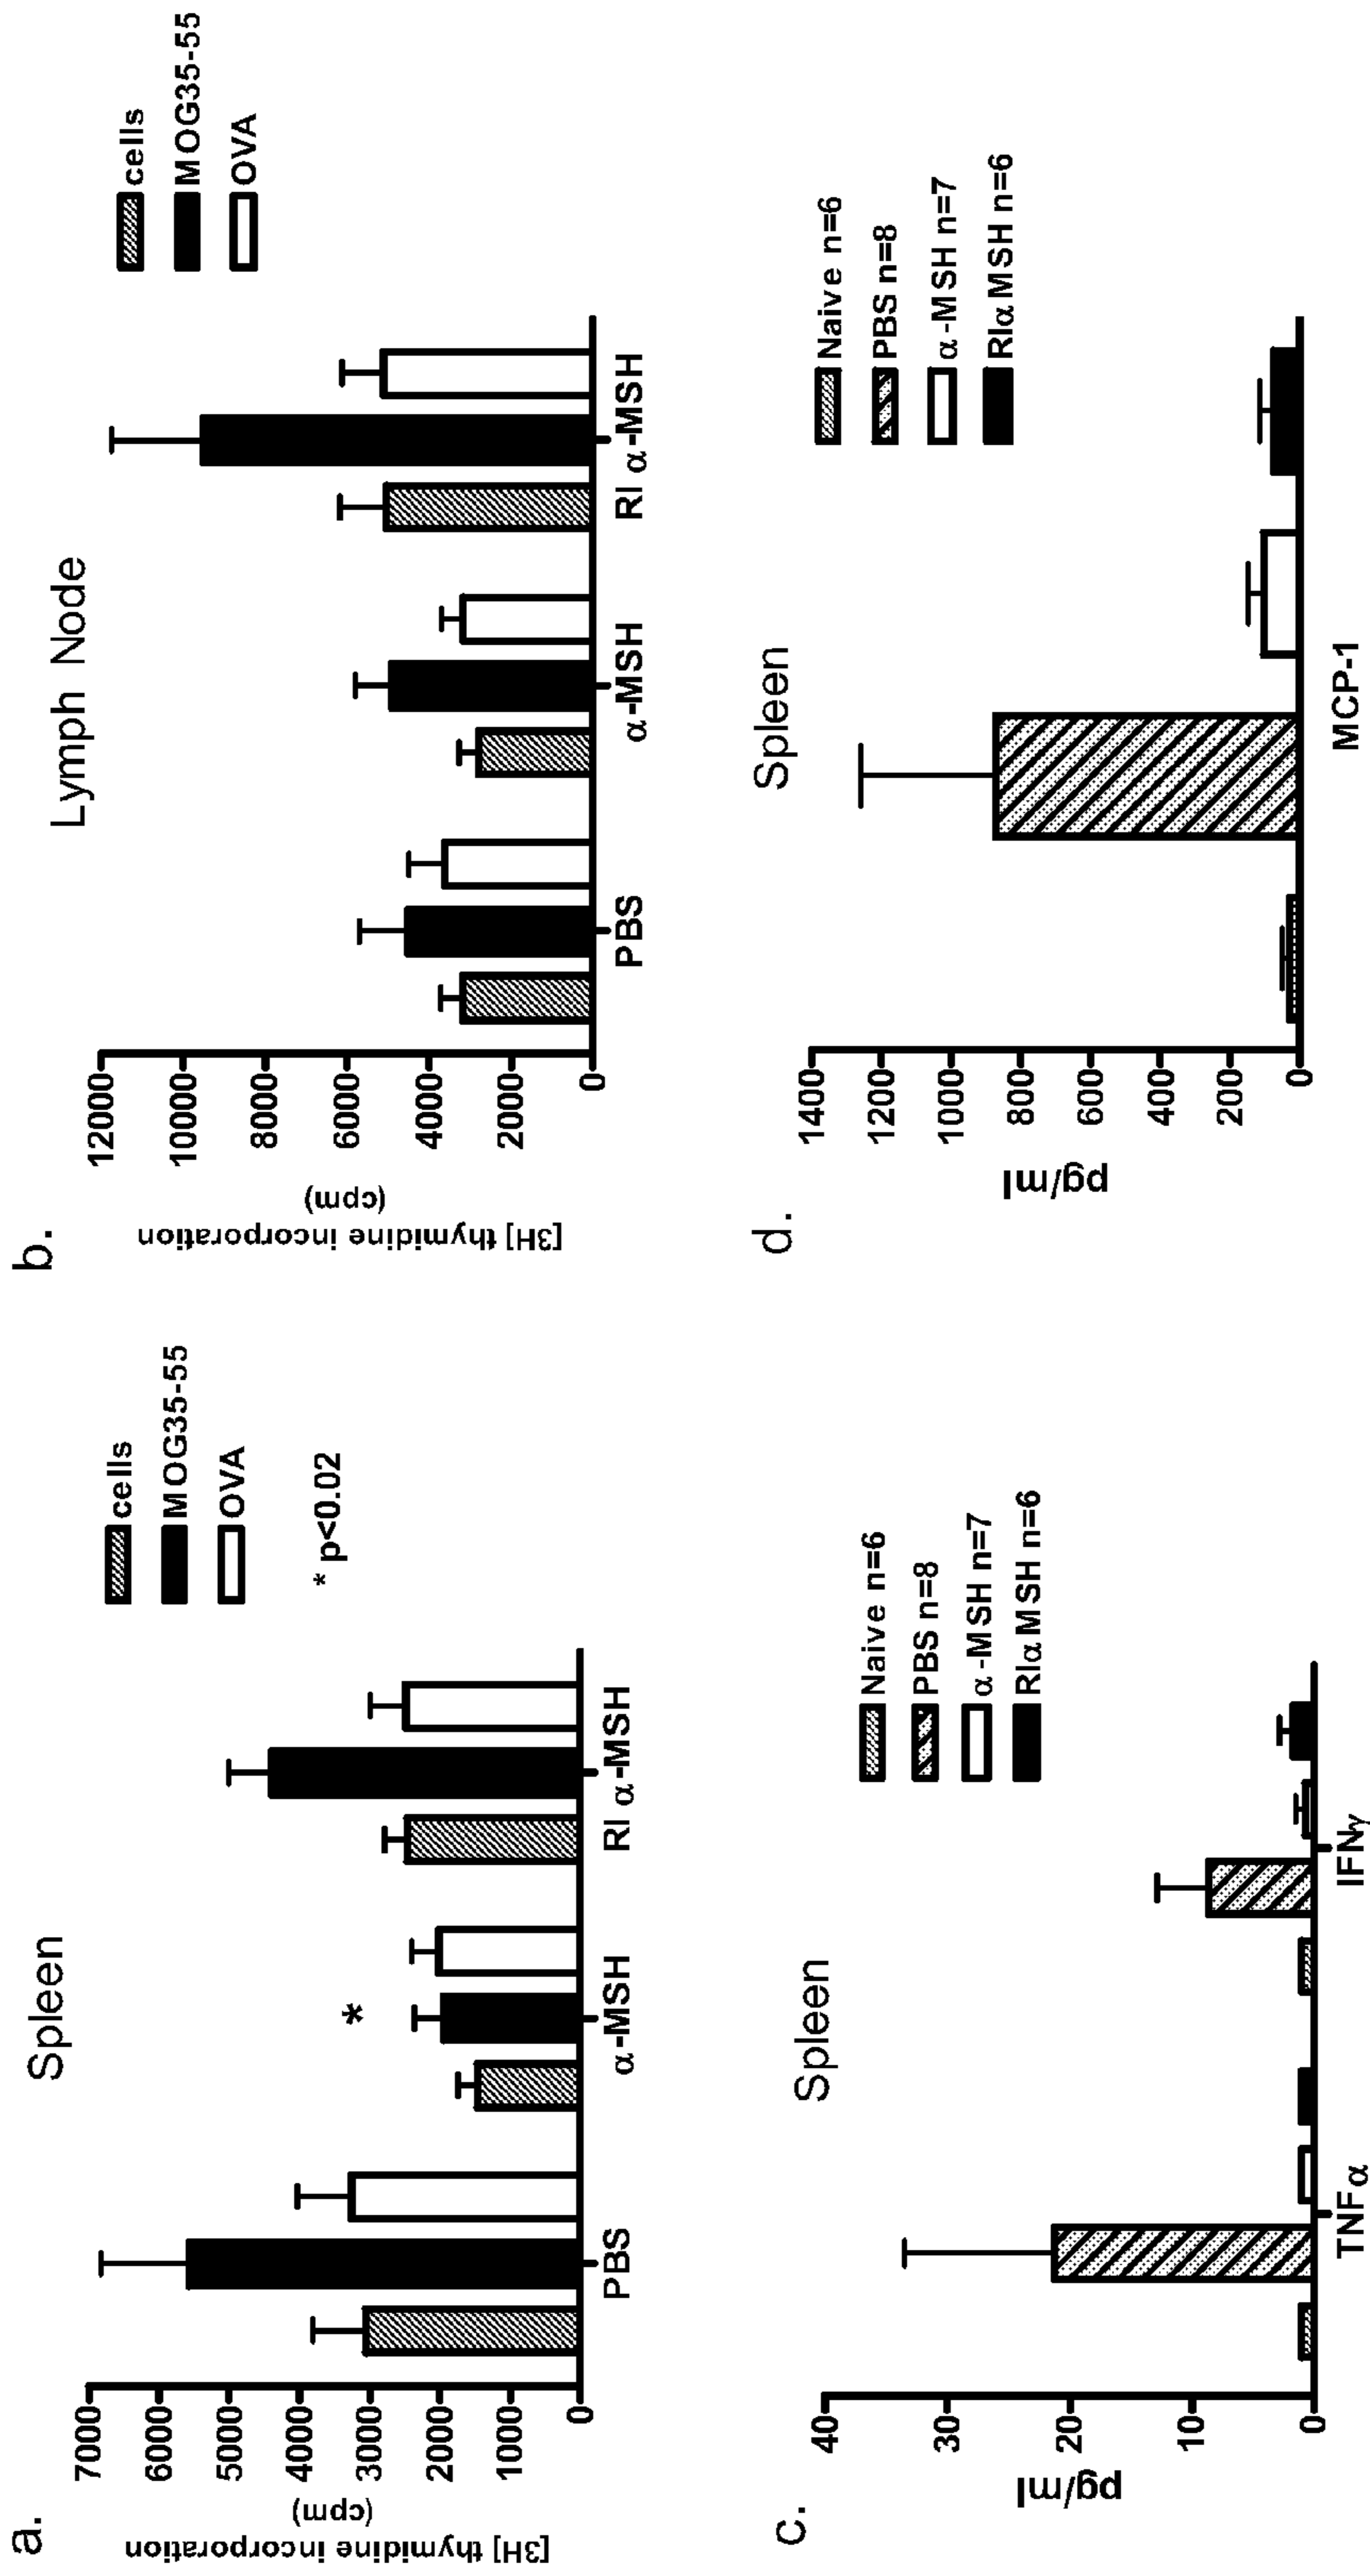 a.
Spleen
[3H] thymidine incorporation
(cpm)
7000
6000
5000
4000
3000
2000
1000
0
PBS
α-MSH
RI α-MSH
*
cells
MOG35-55
OVA
* p<0.02
b.
Lymph Node
[3H] thymidine incorporation
(cpm)
12000
10000
8000
6000
4000
2000
0
PBS
α-MSH
RI α-MSH
cells
MOG35-55
OVA
c.
Spleen
pg/ml
40
30
20
10
0
TNFα
IFNγ
Naive n=6
PBS n=8
α-MSH n=7
RIαMSH n=6
d.
Spleen
pg/ml
1400
1200
1000
800
600
400
200
0
MCP-1
Naive n=6
PBS n=8
α-MSH n=7
RIαMSH n=6